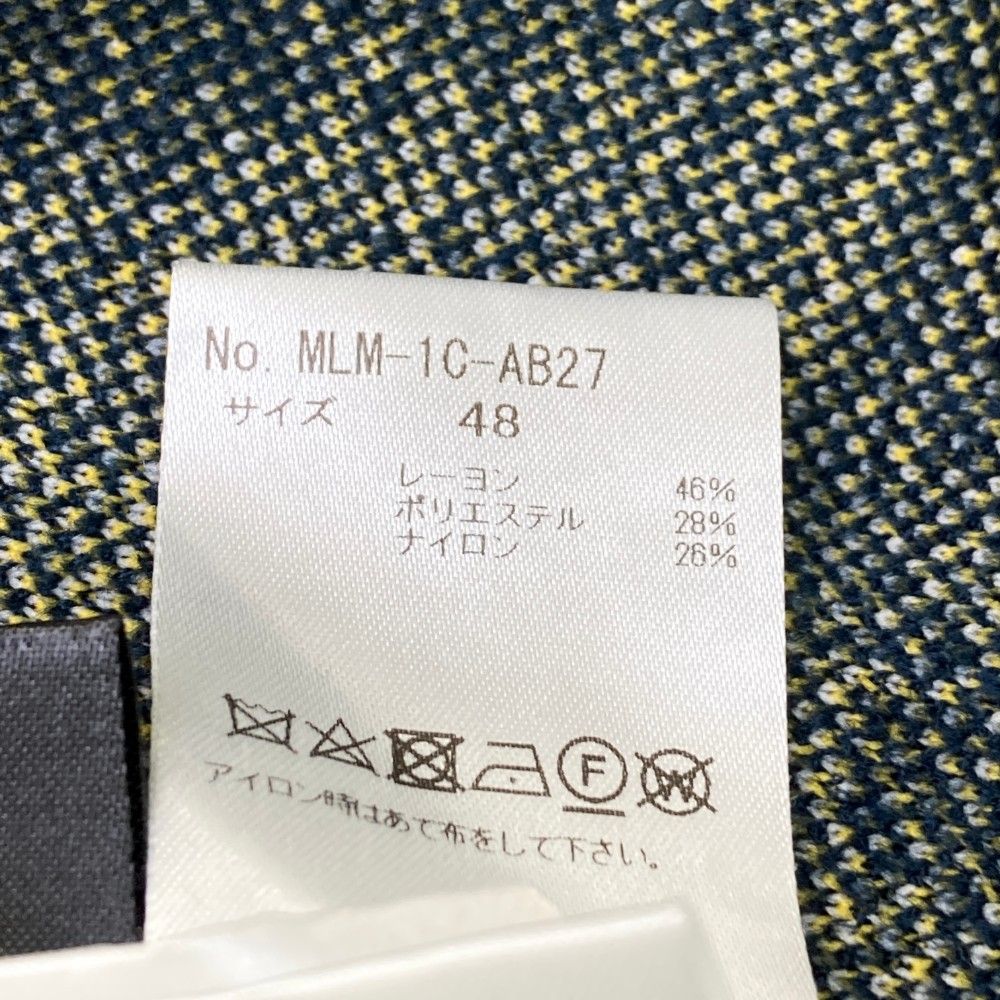 No. MLM-1C-AB27
サイズ 48
レーヨン 46%
ポリエステル 28%
ナイロン 26%
F W
アイロン時はあて布をして下さい。